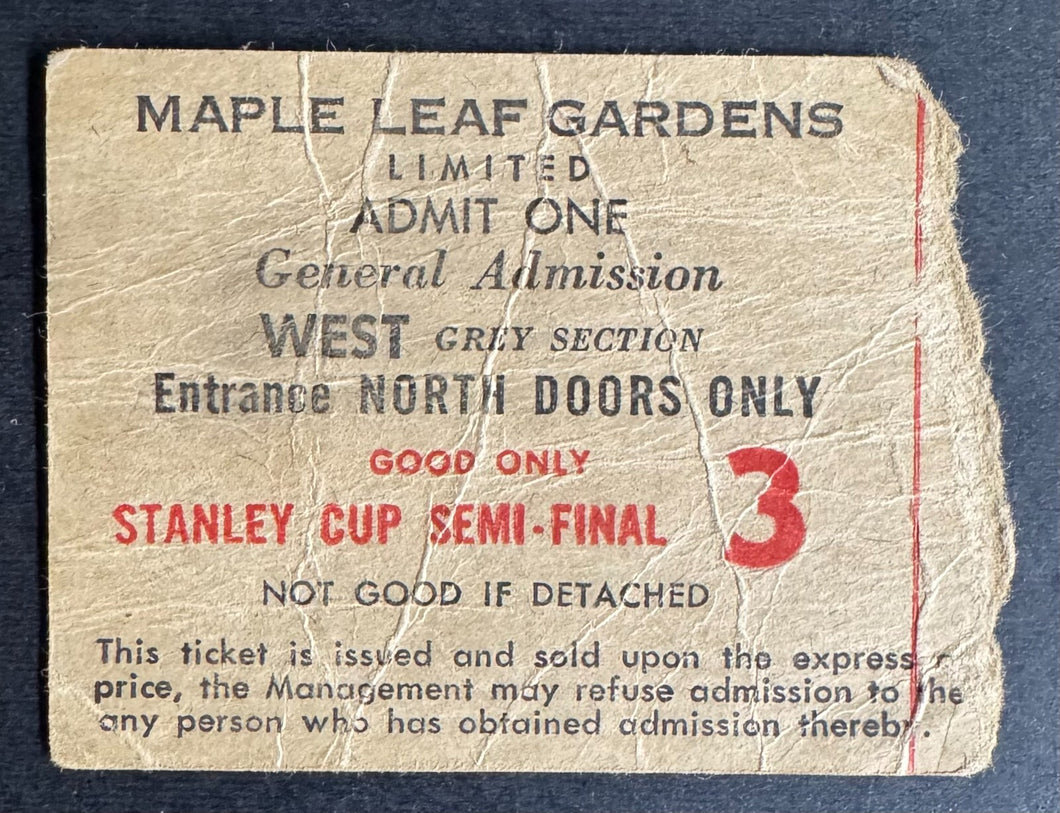 MAPLE LEAF GARDENS
LIMITED
ADMIT ONE
General Admission
WEST GREY SECTION
Entrance NORTH DOORS ONLY
GOOD ONLY
STANLEY CUP SEMI-FINAL 3
NOT GOOD IF DETACHED
This ticket is issued and sold upon the express
price, the Management may refuse admission to the
any person who has obtained admission thereby.